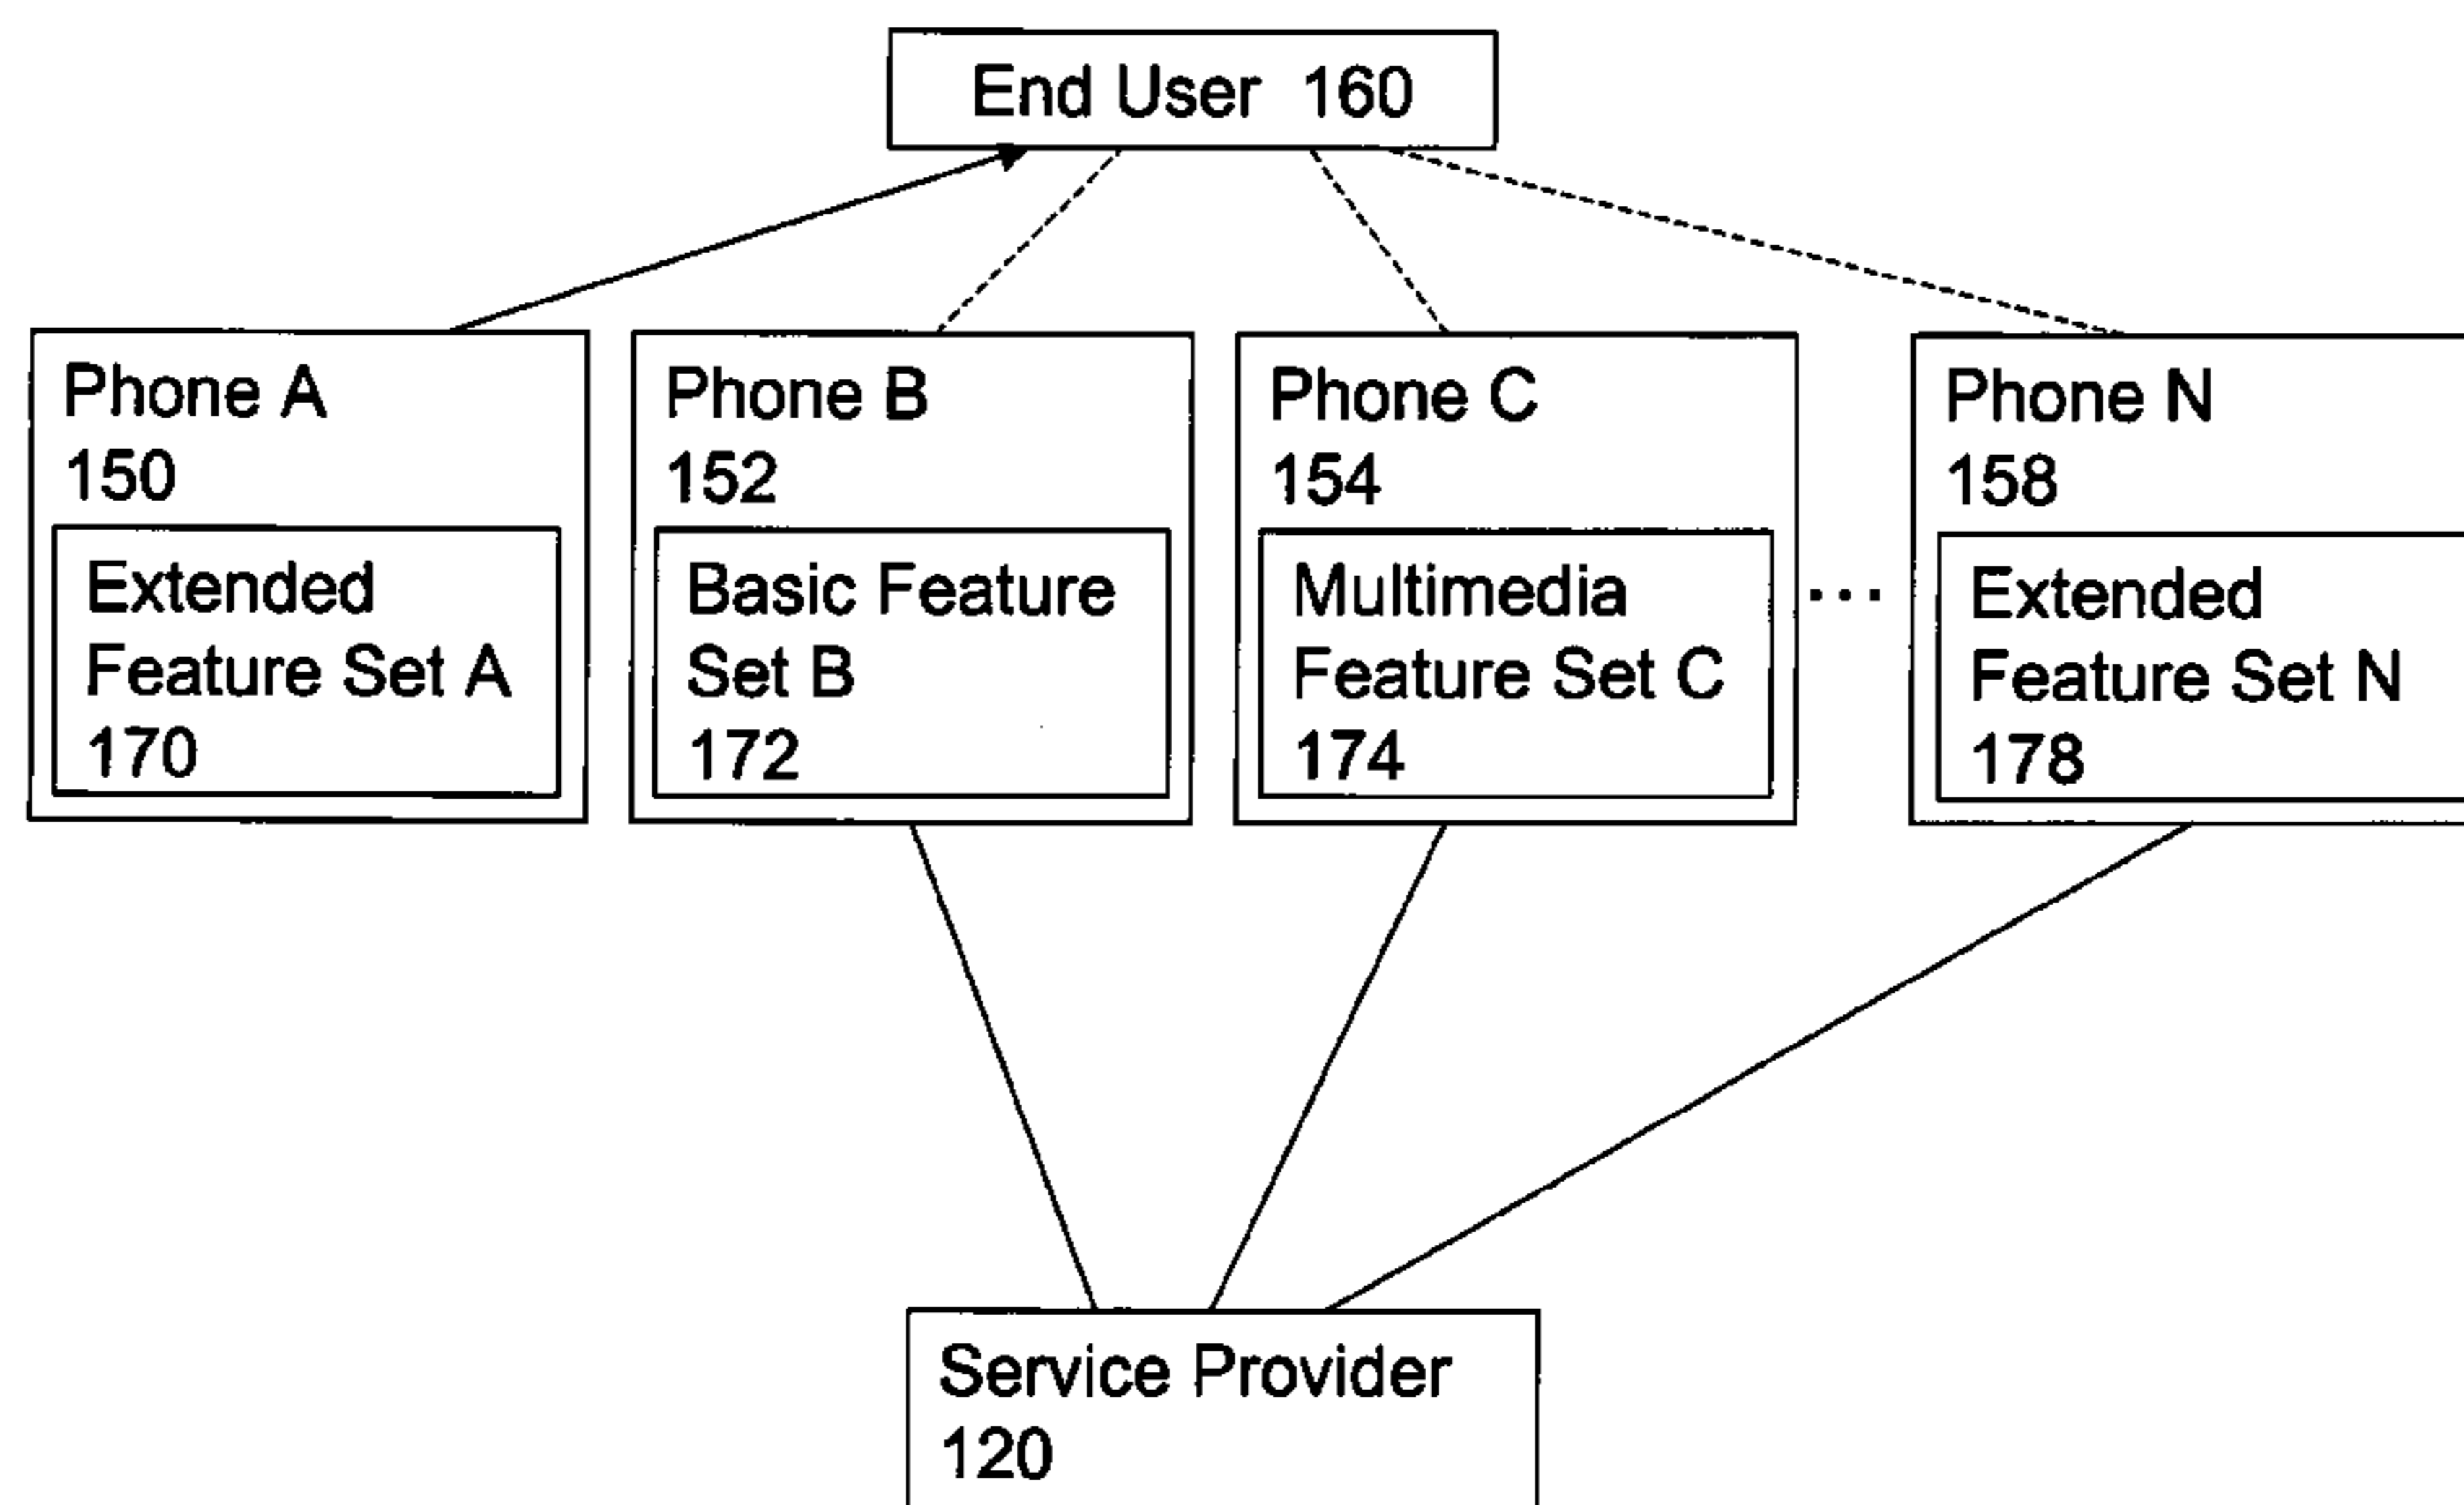 End User 160
Phone A
150
Extended
Feature Set A
170
Phone B
152
Basic Feature
Set B
172
Phone C
154
Multimedia
Feature Set C
174
...
Phone N
158
Extended
Feature Set N
178
Service Provider
120